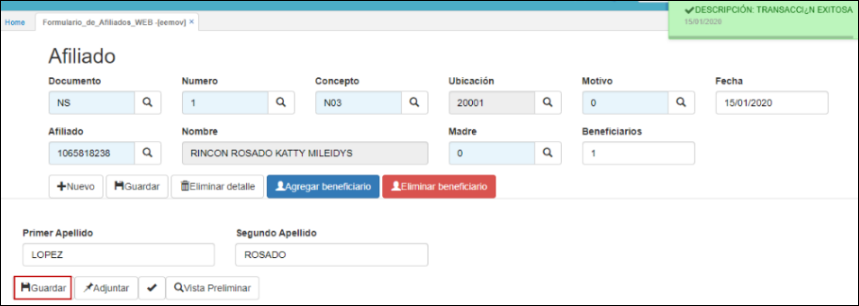 ✔DESCRIPCIÓN: TRANSACCI¿N EXITOSA
15/01/2020
Home Formulario_de_Afiliados_WEB -[eemov] ×
Afiliado
Documento Numero Concepto Ubicación Motivo Fecha
NS 1 N03 20001 0 15/01/2020
Afiliado Nombre Madre Beneficiarios
1065818238 RINCON ROSADO KATTY MILEIDYS 0 1
Nuevo Guardar Eliminar detalle Agregar beneficiario Eliminar beneficiario
Primer Apellido Segundo Apellido
LOPEZ ROSADO
Guardar Adjuntar ✔ Vista Preliminar